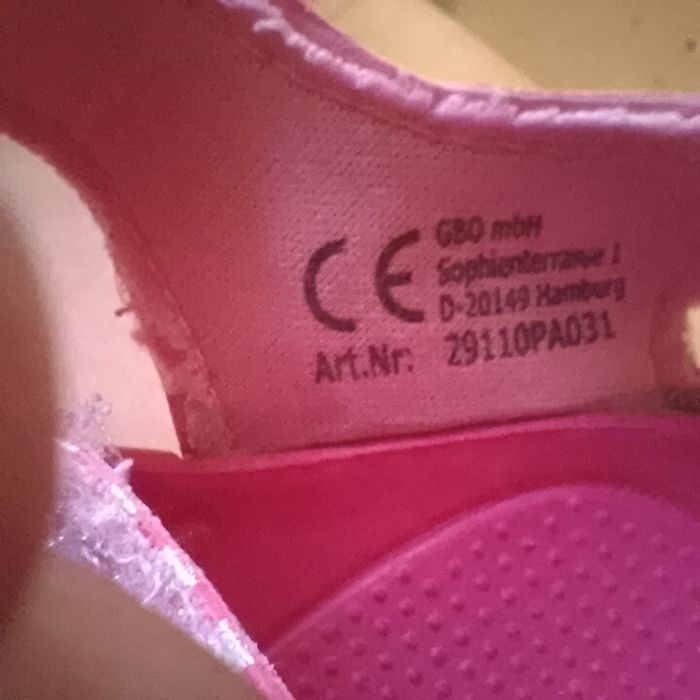 CE
GBO mbH
Sophienterrasse 1
D-20149 Hamburg
Art.Nr: 29110PA031